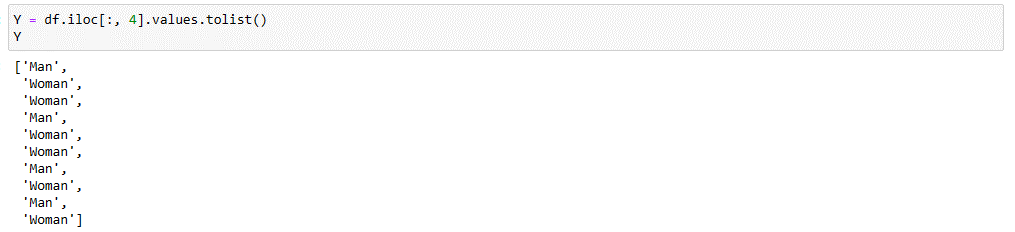 Y = df.iloc[:, 4].values.tolist()
Y
['Man',
 'Woman',
 'Woman',
 'Man',
 'Woman',
 'Woman',
 'Man',
 'Woman',
 'Man',
 'Woman']